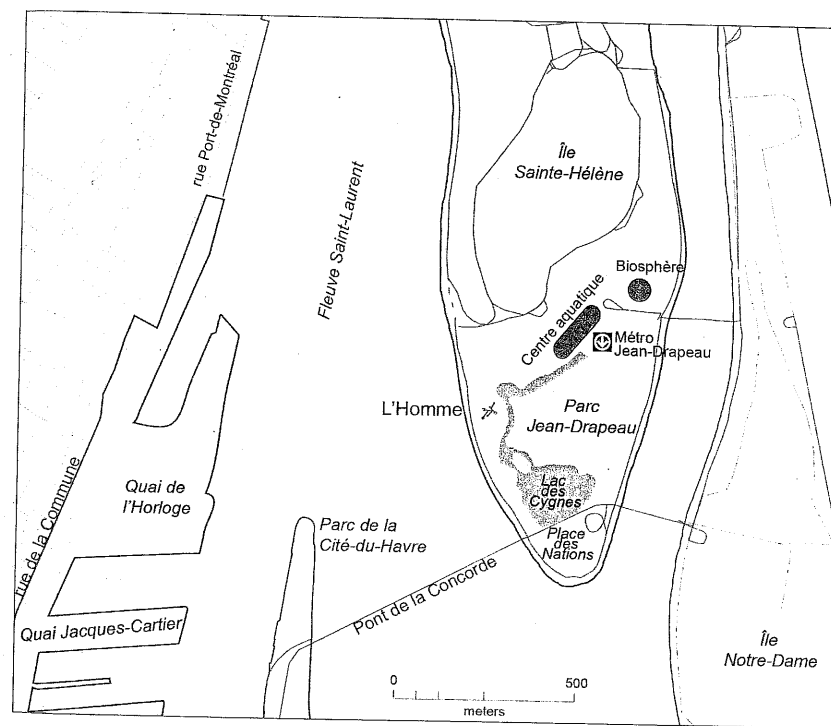 rue Port-de-Montréal
Fleuve Saint-Laurent
Île
Sainte-Hélène
Biosphère
Centre aquatique
Métro
Jean-Drapeau
L'Homme
Parc
Jean-Drapeau
Quai de
l'Horloge
rue de la Commune
Lac
des
Cygnes
Parc de la
Cité-du-Havre
Place
des
Nations
Pont de la Concorde
Quai Jacques-Cartier
Île
Notre-Dame
0 500
meters